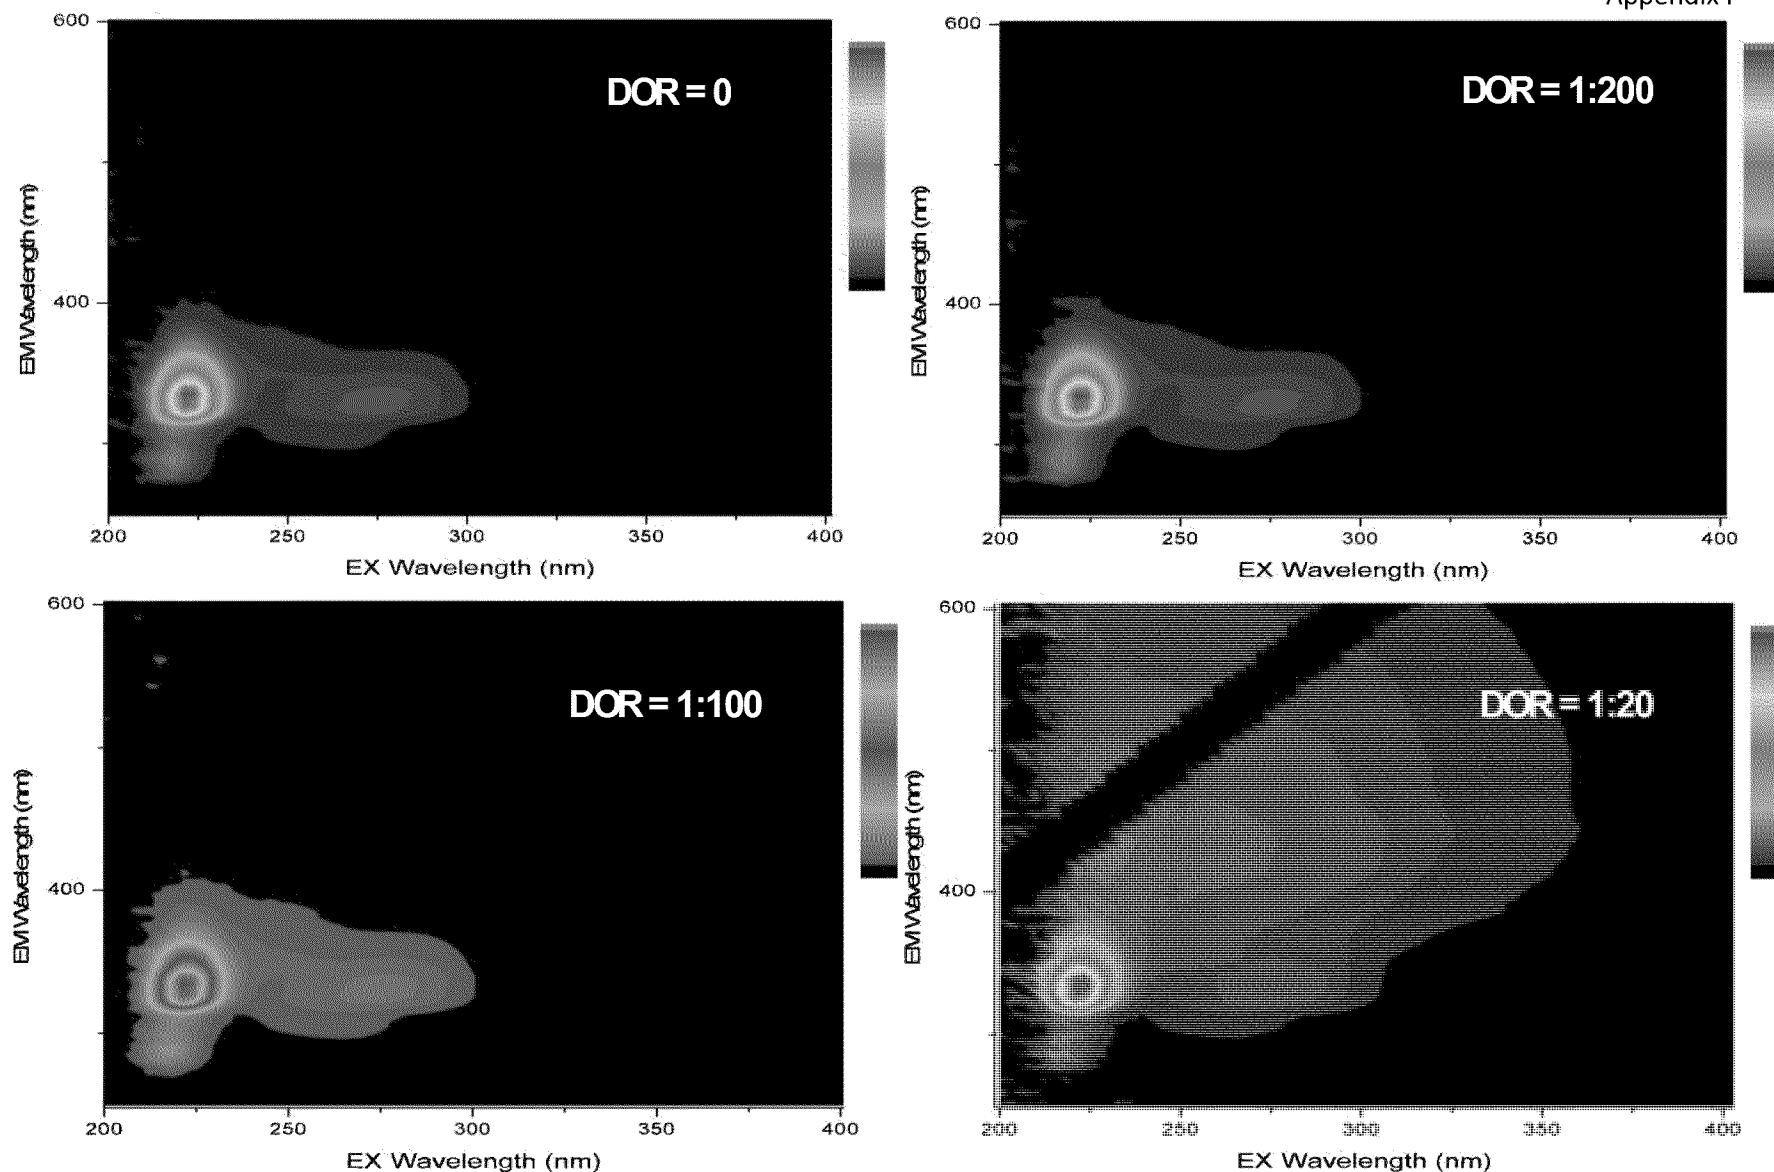 Appendix I
600
DOR = 0
EM Wavelength (nm)
400
200 250 300 350 400
EX Wavelength (nm)
600
DOR = 1:200
EM Wavelength (nm)
400
200 250 300 350 400
EX Wavelength (nm)
600
DOR = 1:100
EM Wavelength (nm)
400
200 250 300 350 400
EX Wavelength (nm)
600
DOR = 1:20
EM Wavelength (nm)
400
200 250 300 350 400
EX Wavelength (nm)